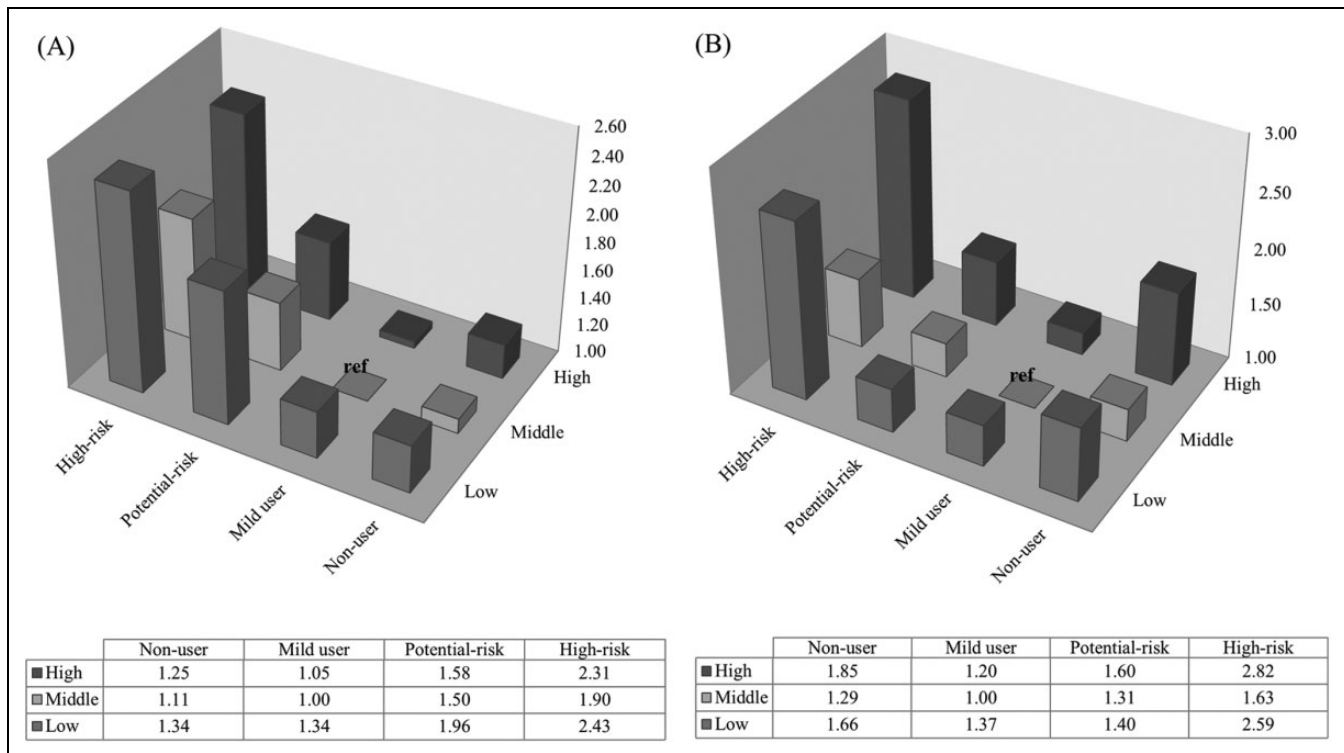 (A)
2.60
2.40
2.20
2.00
1.80
1.60
1.40
1.20
1.00
ref
High
Middle
Low
High-risk
Potential-risk
Mild user
Non-user
Non-user Mild user Potential-risk High-risk
High 1.25 1.05 1.58 2.31
Middle 1.11 1.00 1.50 1.90
Low 1.34 1.34 1.96 2.43
(B)
3.00
2.50
2.00
1.50
1.00
ref
High
Middle
Low
High-risk
Potential-risk
Mild user
Non-user
Non-user Mild user Potential-risk High-risk
High 1.85 1.20 1.60 2.82
Middle 1.29 1.00 1.31 1.63
Low 1.66 1.37 1.40 2.59